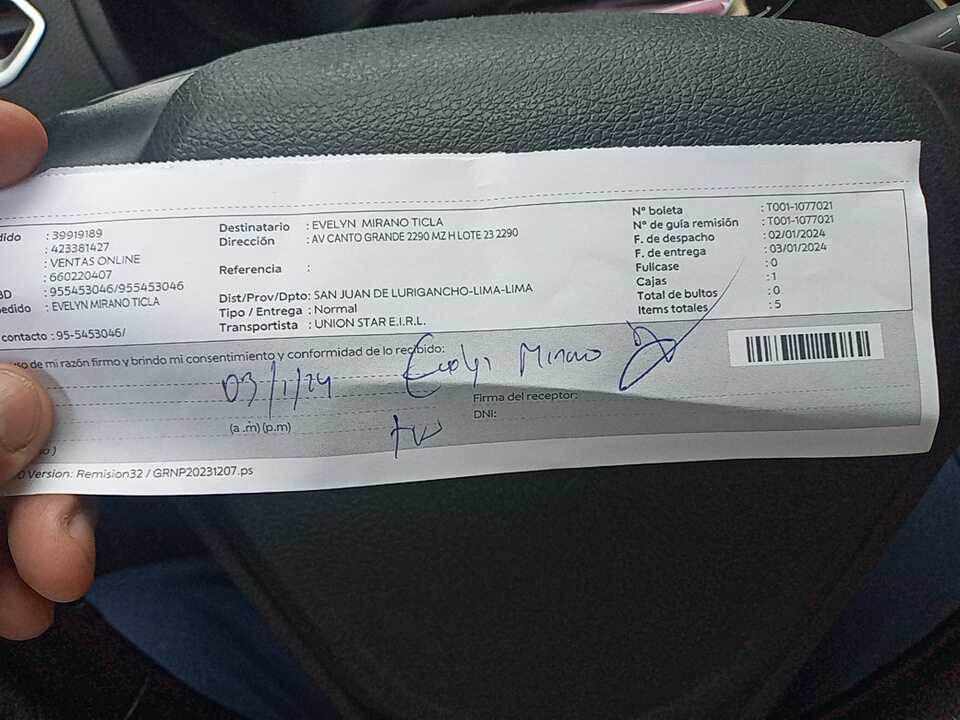 dido : 39919189
: 423381427
: VENTAS ONLINE
: 660220407
BD : 955453046/955453046
edido : EVELYN MIRANO TICLA
contacto : 95-5453046/
Destinatario : EVELYN MIRANO TICLA
Dirección : AV CANTO GRANDE 2290 MZ H LOTE 23 2290
Referencia :
Dist/Prov/Dpto: SAN JUAN DE LURIGANCHO-LIMA-LIMA
Tipo / Entrega : Normal
Transportista : UNION STAR E.I.R.L.
N° boleta : T001-1077021
N° de guía remisión : T001-1077021
F. de despacho : 02/01/2024
F. de entrega : 03/01/2024
Fullcase : 0
Cajas : 1
Total de bultos : 0
Items totales : 5
uso de mi razón firmo y brindo mi consentimiento y conformidad de lo recibido:
03/1/24 Mirano
Firma del receptor:
(a .m) (p.m) DNI:
Version: Remision32 / GRNP20231207.ps